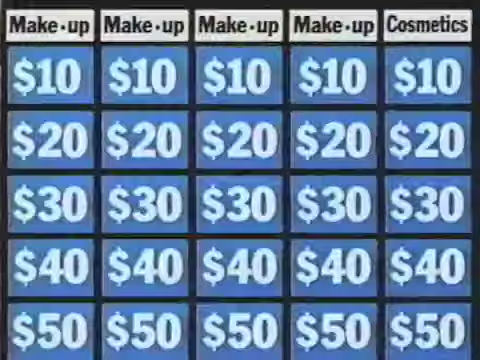 Make-up Make-up Make-up Make-up Cosmetics
$10 $10 $10 $10 $10
$20 $20 $20 $20 $20
$30 $30 $30 $30 $30
$40 $40 $40 $40 $40
$50 $50 $50 $50 $50